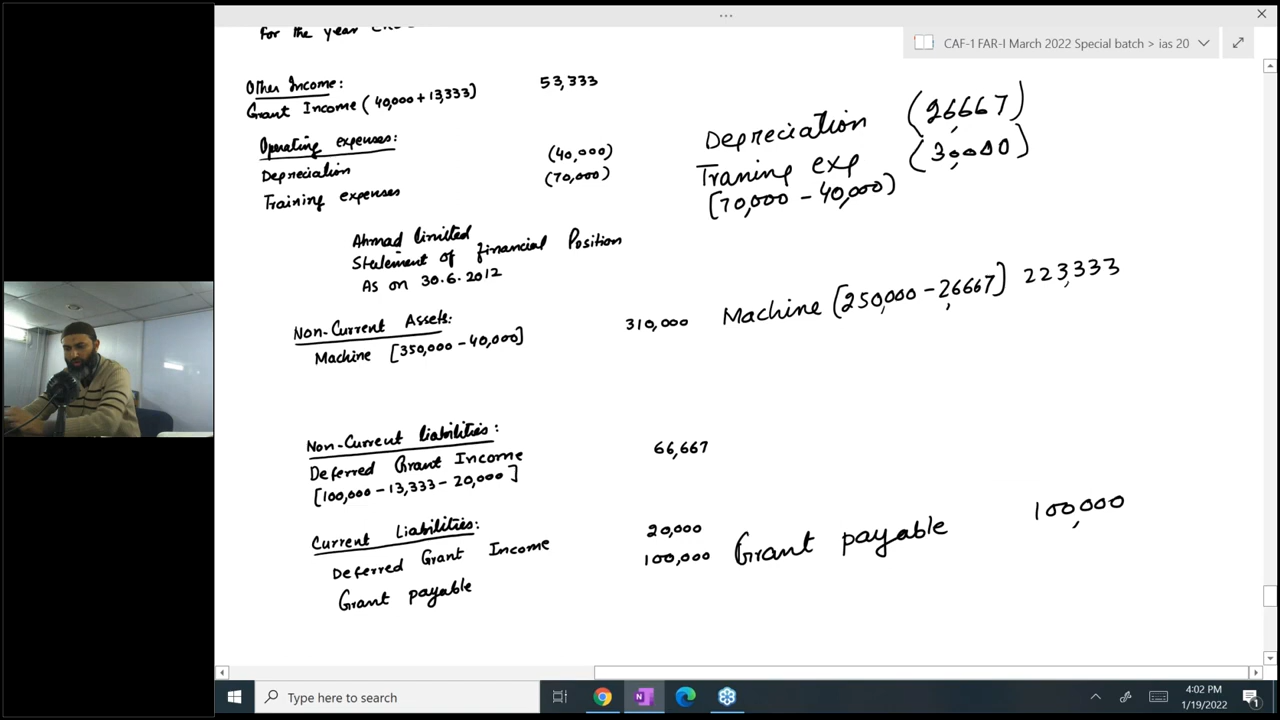 CAF-1 FAR-I March 2022 Special batch > ias 20
For the year
Other Income:
Grant Income (40,000 + 13,333) 53,333
Operating expenses:
Depreciation (40,000)
Training expenses (70,000)
Depreciation (26,667)
Traning exp (30,000)
[70,000 - 40,000)
Ahmad limited
Statement of financial Position
As on 30.6.2012
Non-Current Assets:
Machine [350,000 - 40,000] 310,000
Machine [250,000 - 26,667] 223,333
Non-Current liabilities:
Deferred Grant Income 66,667
[100,000 - 13,333 - 20,000]
Current Liabilities:
Deferred Grant Income 20,000
Grant payable 100,000
Grant payable 100,000
Type here to search
4:02 PM
1/19/2022